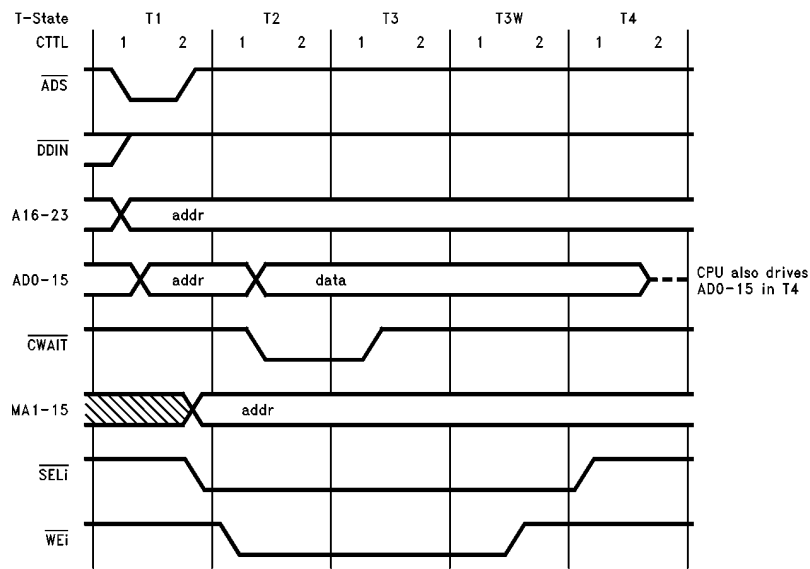 T-State T1 T2 T3 T3W T4
CTTL 1 2 1 2 1 2 1 2 1 2
ADS
DDIN
A16-23 addr
AD0-15 addr data CPU also drives
AD0-15 in T4
CWAIT
MA1-15 addr
SELi
WEi